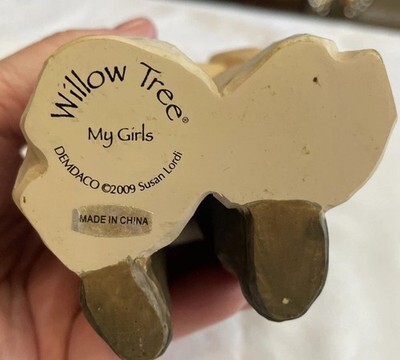 Willow Tree®
My Girls
DEMDACO ©2009 Susan Lordi
MADE IN CHINA